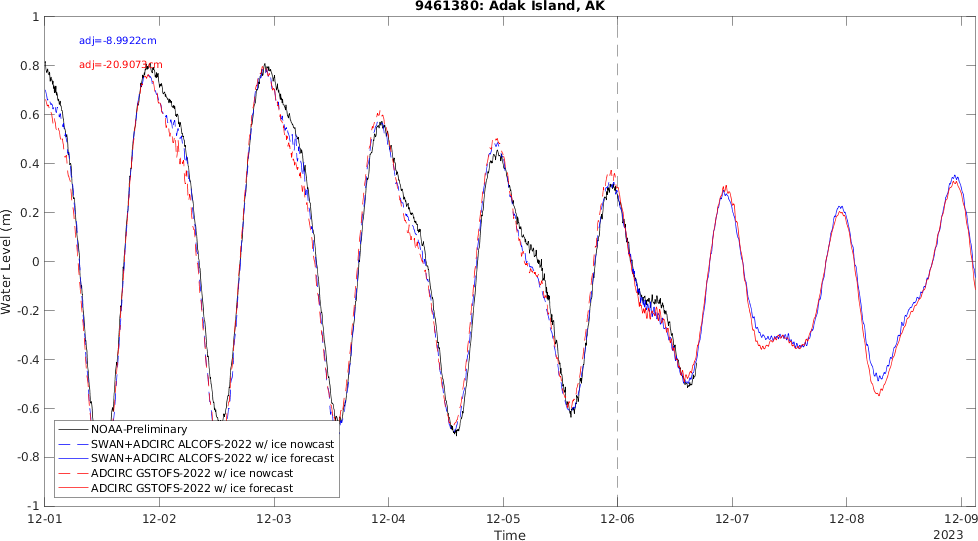 9461380: Adak Island, AK
adj=-8.9922cm
adj=-20.9073cm
Water Level (m)
1
0.8
0.6
0.4
0.2
0
-0.2
-0.4
-0.6
-0.8
-1
NOAA-Preliminary
SWAN+ADCIRC ALCOFS-2022 w/ ice nowcast
SWAN+ADCIRC ALCOFS-2022 w/ ice forecast
ADCIRC GSTOFS-2022 w/ ice nowcast
ADCIRC GSTOFS-2022 w/ ice forecast
12-01 12-02 12-03 12-04 12-05 12-06 12-07 12-08 12-09
Time
2023